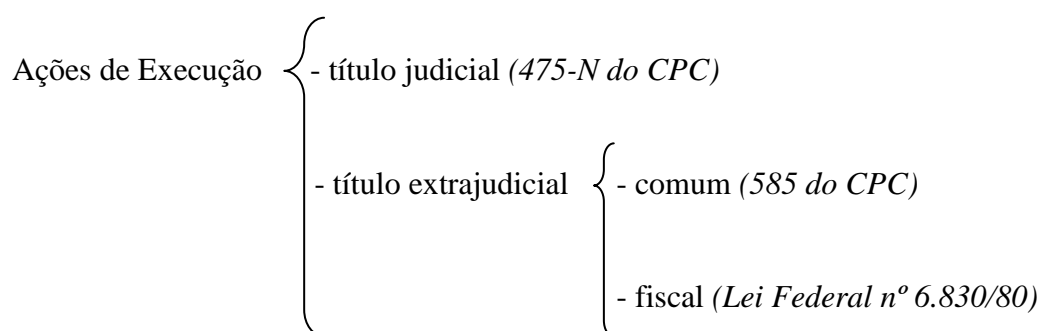 Ações de Execução - título judicial (475-N do CPC)
- título extrajudicial - comum (585 do CPC)
- fiscal (Lei Federal nº 6.830/80)